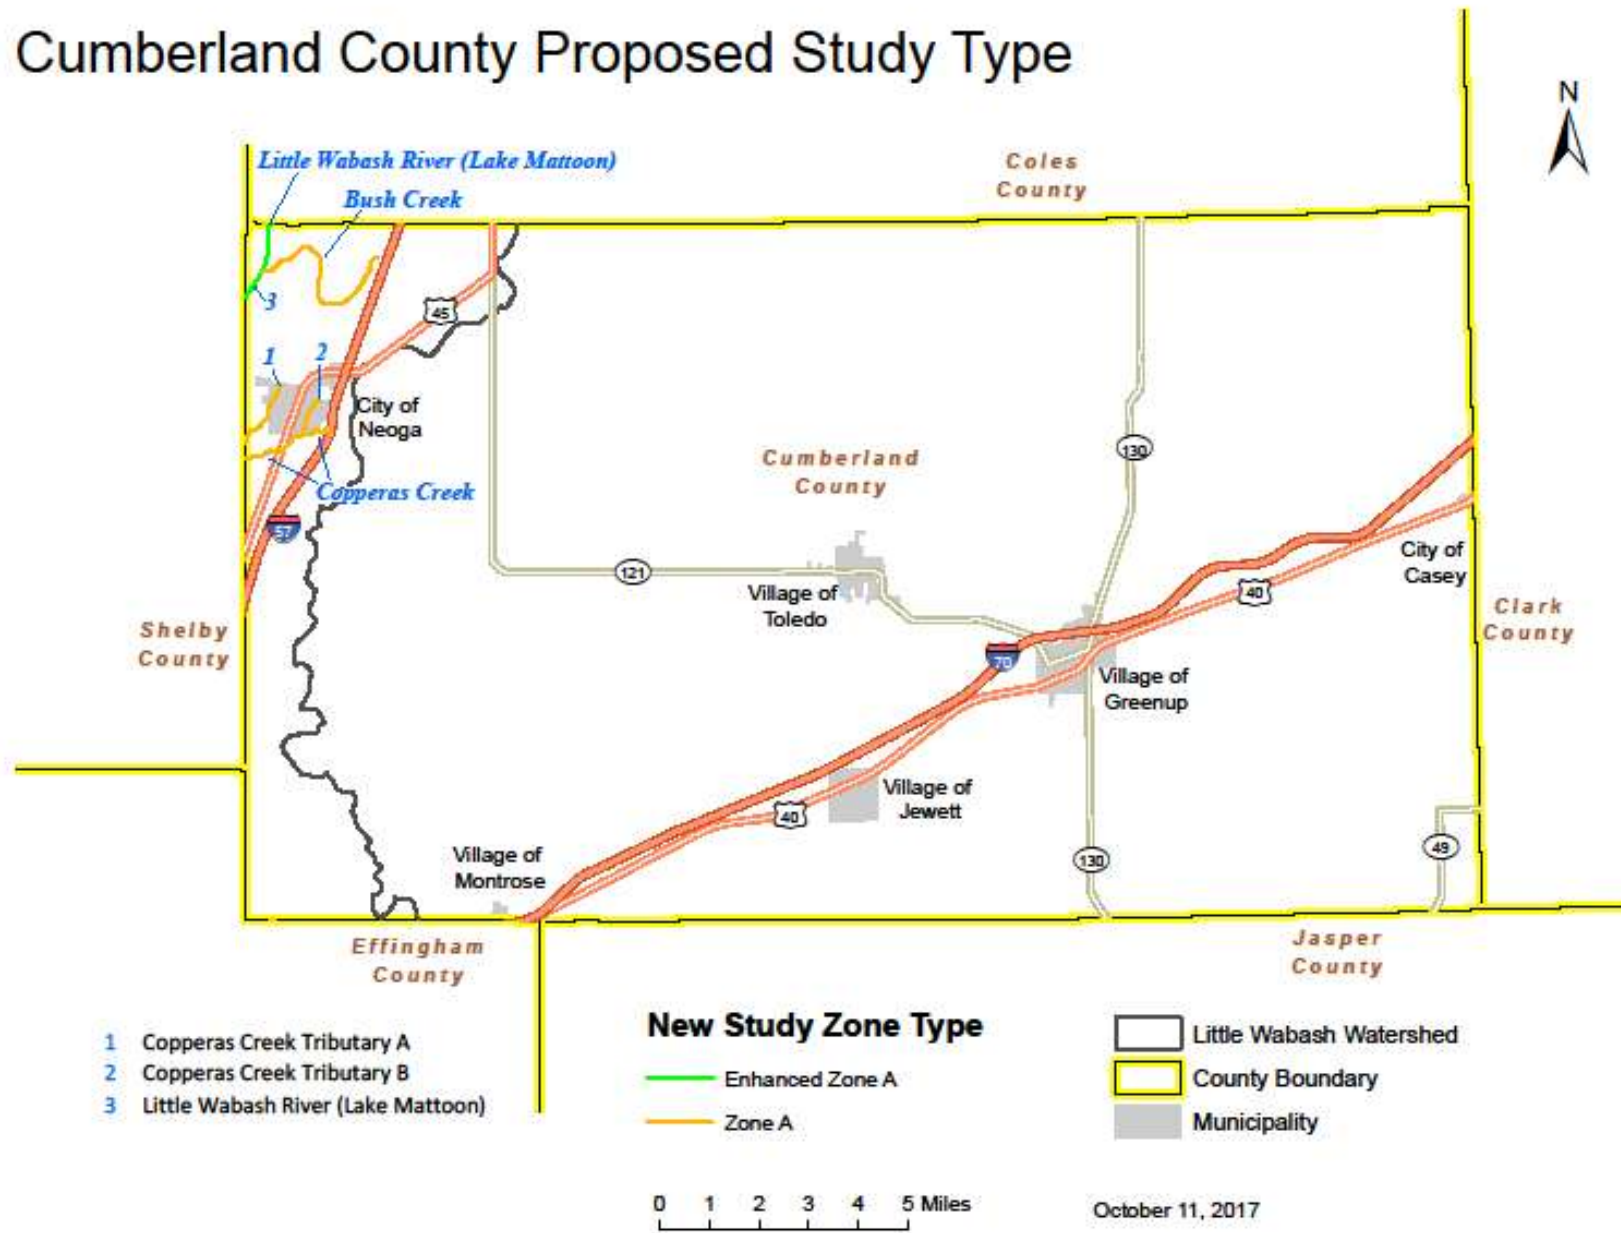 Cumberland County Proposed Study Type
N
Little Wabash River (Lake Mattoon)
Bush Creek
Coles
County
3
45
1
2
City of
Neoga
130
Cumberland
County
Copperas Creek
57
City of
Casey
121
40
Village of
Toledo
Clark
County
Shelby
County
70
Village of
Greenup
Village of
Jewett
40
49
130
Village of
Montrose
Effingham
County
Jasper
County
1 Copperas Creek Tributary A
2 Copperas Creek Tributary B
3 Little Wabash River (Lake Mattoon)
New Study Zone Type
Enhanced Zone A
Zone A
Little Wabash Watershed
County Boundary
Municipality
0 1 2 3 4 5 Miles
October 11, 2017